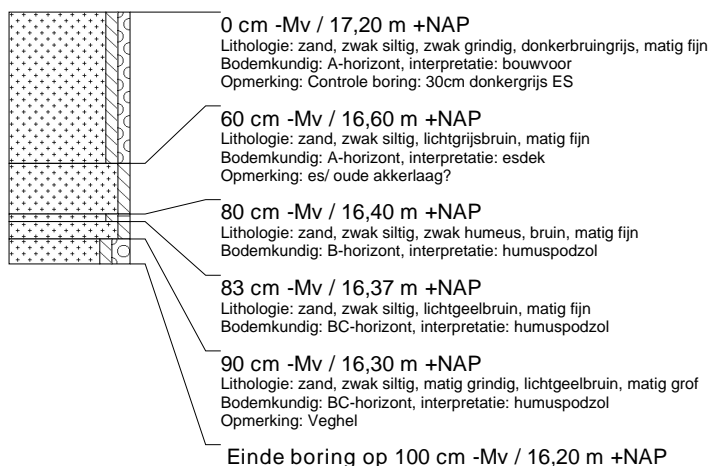 0 cm -Mv / 17,20 m +NAP
Lithologie: zand, zwak siltig, zwak grindig, donkerbruingrijs, matig fijn
Bodemkundig: A-horizont, interpretatie: bouwvoor
Opmerking: Controle boring: 30cm donkergrijs ES
60 cm -Mv / 16,60 m +NAP
Lithologie: zand, zwak siltig, lichtgrijsbruin, matig fijn
Bodemkundig: A-horizont, interpretatie: esdek
Opmerking: es/ oude akkerlaag?
80 cm -Mv / 16,40 m +NAP
Lithologie: zand, zwak siltig, zwak humeus, bruin, matig fijn
Bodemkundig: B-horizont, interpretatie: humuspodzol
83 cm -Mv / 16,37 m +NAP
Lithologie: zand, zwak siltig, lichtgeelbruin, matig fijn
Bodemkundig: BC-horizont, interpretatie: humuspodzol
90 cm -Mv / 16,30 m +NAP
Lithologie: zand, zwak siltig, matig grindig, lichtgeelbruin, matig grof
Bodemkundig: BC-horizont, interpretatie: humuspodzol
Opmerking: Veghel
Einde boring op 100 cm -Mv / 16,20 m +NAP